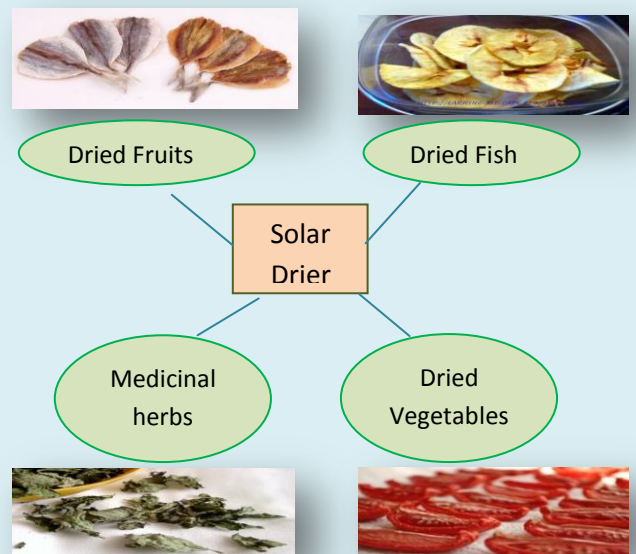 Dried Fruits
Dried Fish
Solar
Drier
Medicinal
herbs
Dried
Vegetables